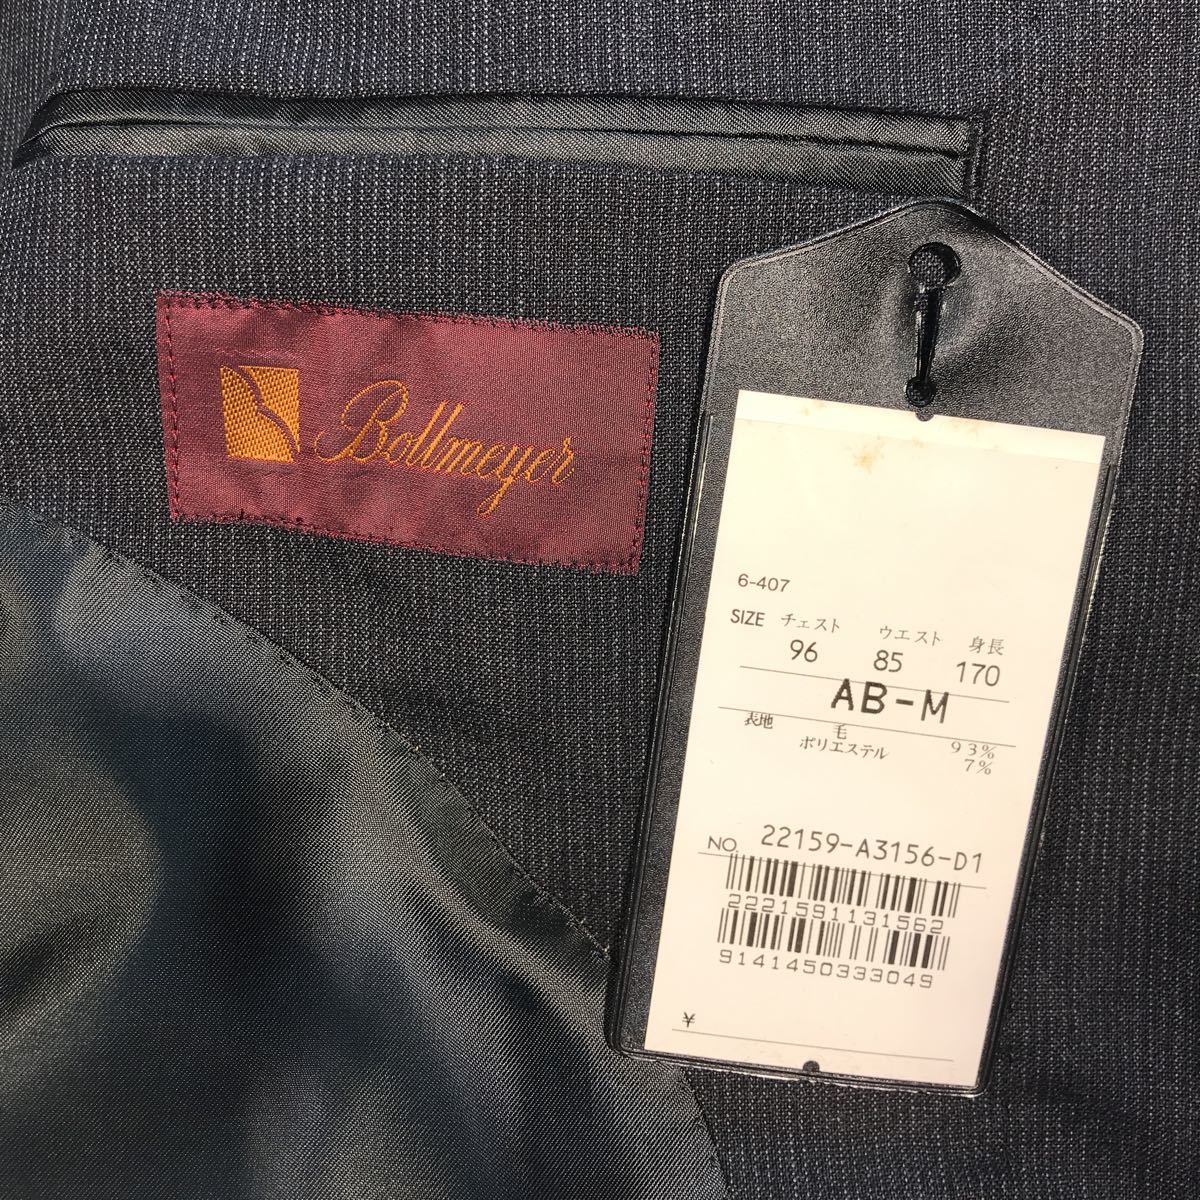 Bollmeyer
6-407
SIZE チェスト ウエスト 身長
96 85 170
AB-M
表地 毛 93%
ポリエステル 7%
NO. 22159-A3156-D1
2221591131562
9141450333049
¥